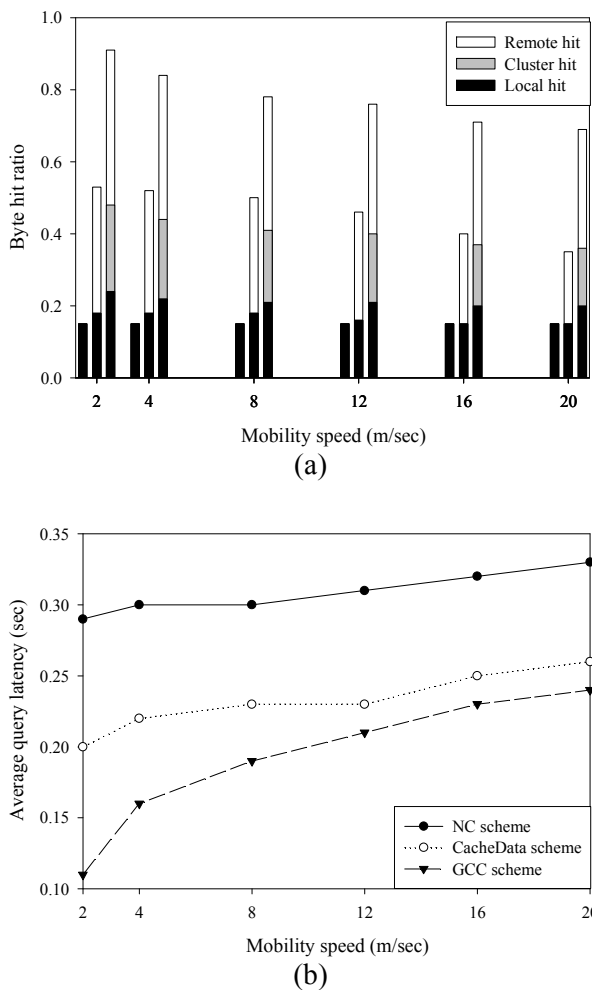 1.0
0.8
0.6
0.4
0.2
0.0
Byte hit ratio
Remote hit
Cluster hit
Local hit
2 4 8 12 16 20
Mobility speed (m/sec)
(a)
0.35
0.30
0.25
0.20
0.15
0.10
Average query latency (sec)
NC scheme
CacheData scheme
GCC scheme
2 4 8 12 16 20
Mobility speed (m/sec)
(b)